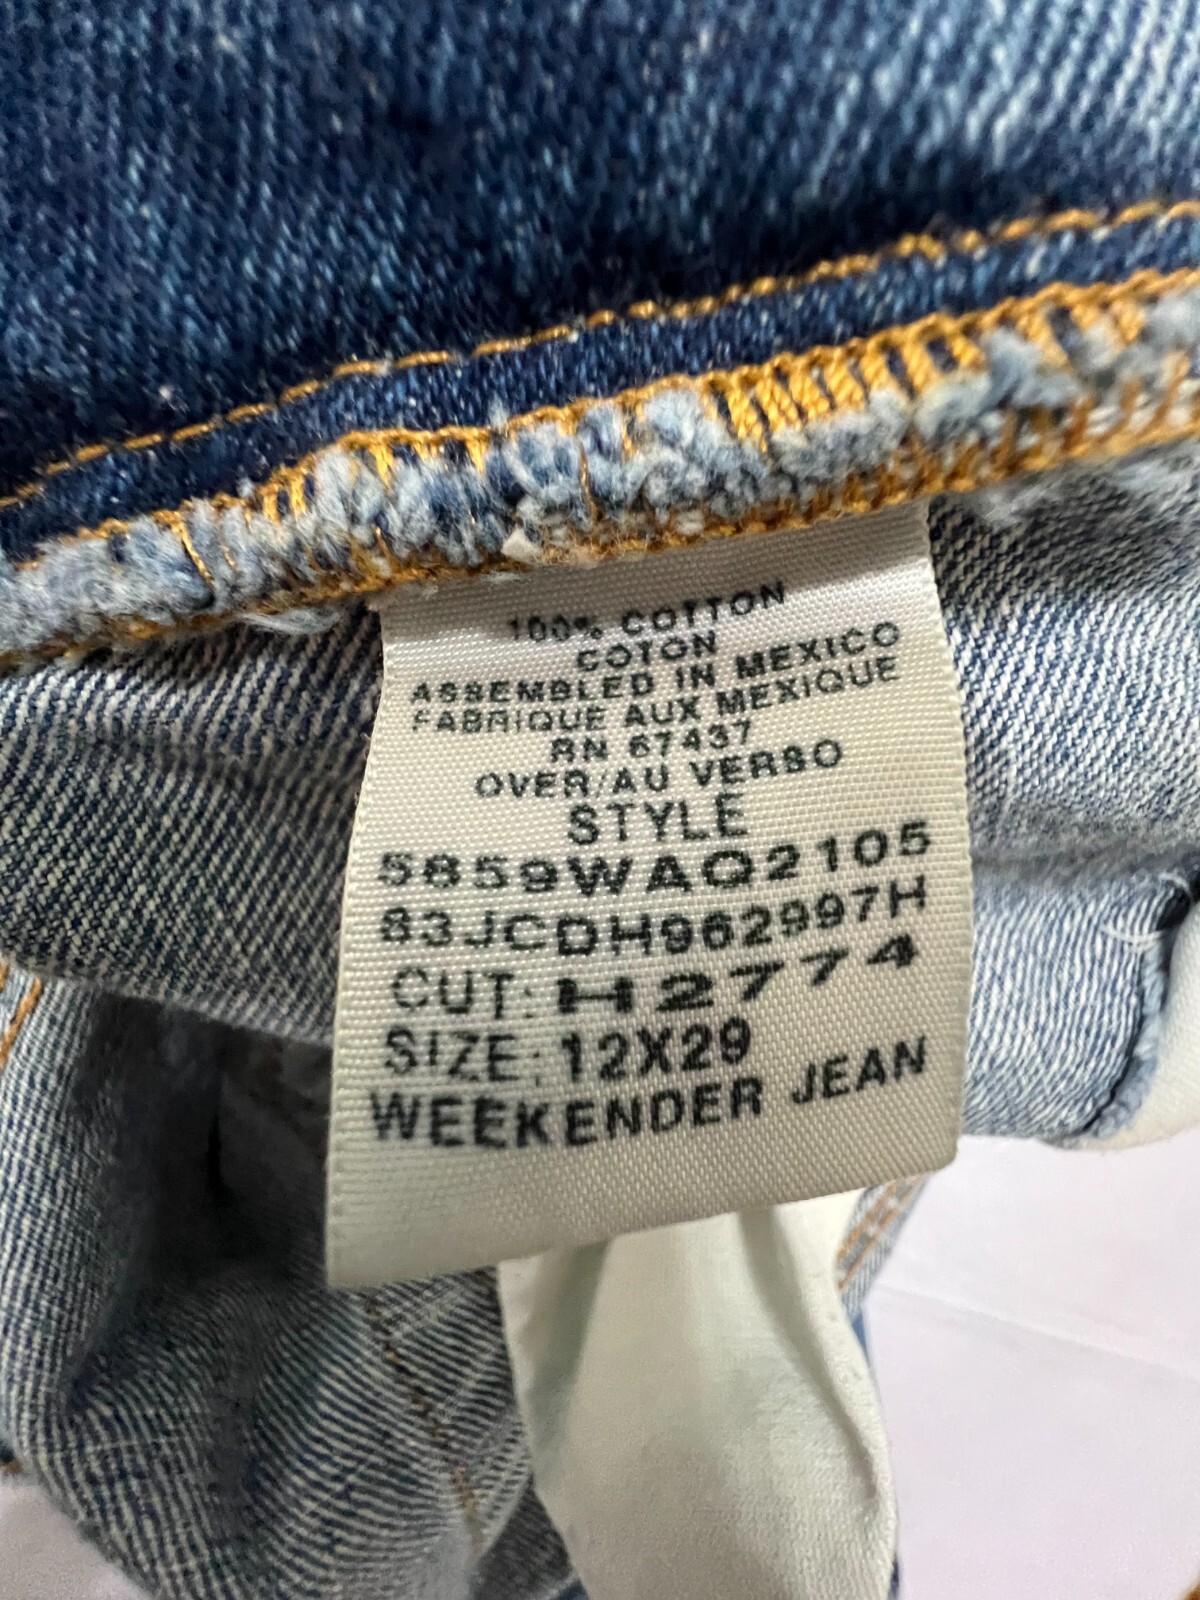 100% COTTON
COTON
ASSEMBLED IN MEXICO
FABRIQUE AUX MEXIQUE
RN 67437
OVER/AU VERSO
STYLE
5859WAQ2105
83JCDH962997H
CUT: H2774
SIZE: 12X29
WEEKENDER JEAN